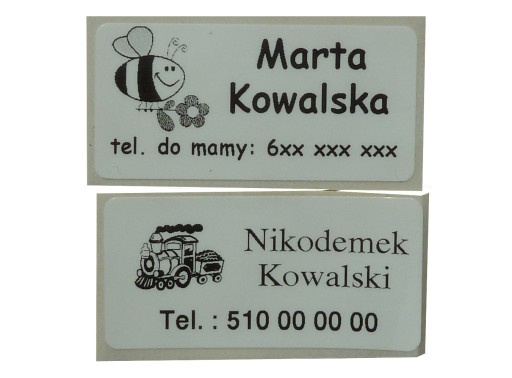 Marta
Kowalska
tel. do mamy: 6xx xxx xxx
Nikodemek
Kowalski
Tel. : 510 00 00 00